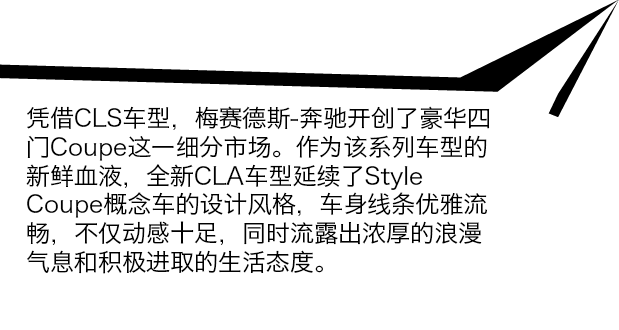 凭借CLS车型，梅赛德斯-奔驰开创了豪华四
门Coupe这一细分市场。作为该系列车型的
新鲜血液，全新CLA车型延续了Style
Coupe概念车的设计风格，车身线条优雅流
畅，不仅动感十足，同时流露出浓厚的浪漫
气息和积极进取的生活态度。